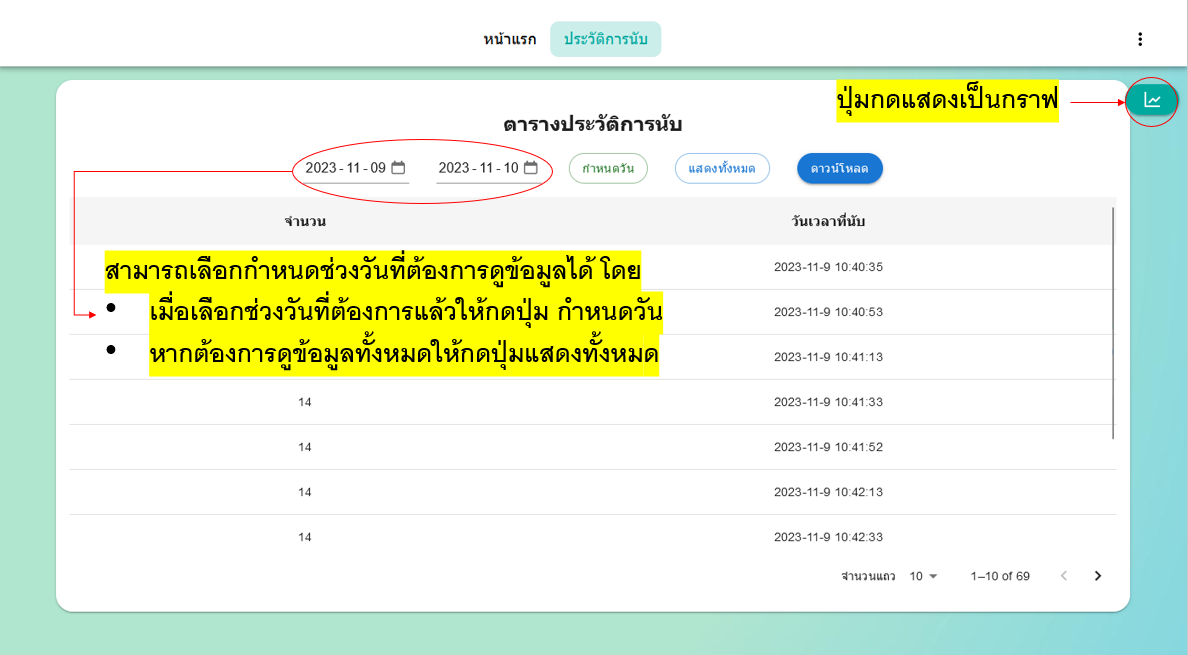 หน้าแรก ประวัติการนับ
ปุ่มกดแสดงเป็นกราฟ
ตารางประวัติการนับ
2023-11-09 2023-11-10 กำหนดวัน แสดงทั้งหมด ดาวน์โหลด
จำนวน วันเวลาที่นับ
สามารถเลือกกำหนดช่วงวันที่ต้องการดูข้อมูลได้ โดย
2023-11-9 10:40:35
• เมื่อเลือกช่วงวันที่ต้องการแล้วให้กดปุ่ม กำหนดวัน
2023-11-9 10:40:53
• หากต้องการดูข้อมูลทั้งหมดให้กดปุ่มแสดงทั้งหมด
2023-11-9 10:41:13
14 2023-11-9 10:41:33
14 2023-11-9 10:41:52
14 2023-11-9 10:42:13
14 2023-11-9 10:42:33
จำนวนแถว 10 1–10 of 69